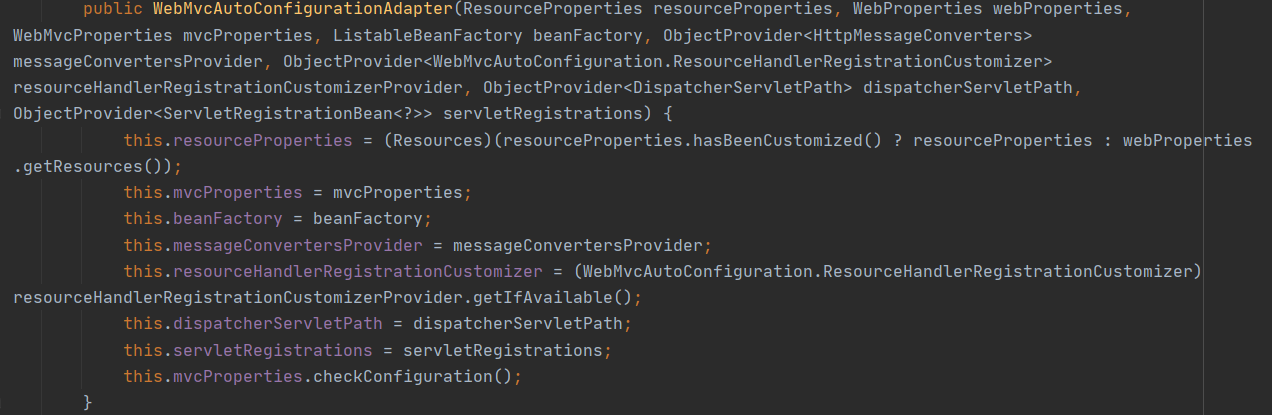 public WebMvcAutoConfigurationAdapter(ResourceProperties resourceProperties, WebProperties webProperties,
WebMvcProperties mvcProperties, ListableBeanFactory beanFactory, ObjectProvider<HttpMessageConverters>
messageConvertersProvider, ObjectProvider<WebMvcAutoConfiguration.ResourceHandlerRegistrationCustomizer>
resourceHandlerRegistrationCustomizerProvider, ObjectProvider<DispatcherServletPath> dispatcherServletPath,
ObjectProvider<ServletRegistrationBean<?>> servletRegistrations) {
this.resourceProperties = (Resources)(resourceProperties.hasBeenCustomized() ? resourceProperties : webProperties
.getResources());
this.mvcProperties = mvcProperties;
this.beanFactory = beanFactory;
this.messageConvertersProvider = messageConvertersProvider;
this.resourceHandlerRegistrationCustomizer = (WebMvcAutoConfiguration.ResourceHandlerRegistrationCustomizer)
resourceHandlerRegistrationCustomizerProvider.getIfAvailable();
this.dispatcherServletPath = dispatcherServletPath;
this.servletRegistrations = servletRegistrations;
this.mvcProperties.checkConfiguration();
}